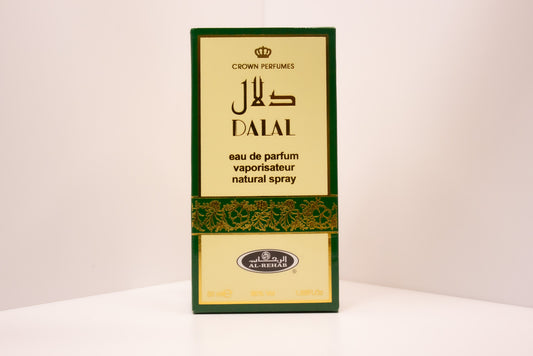 CROWN PERFUMES
دلال
DALAL
eau de parfum
vaporisateur
natural spray
الرحاب
AL-REHAB
®